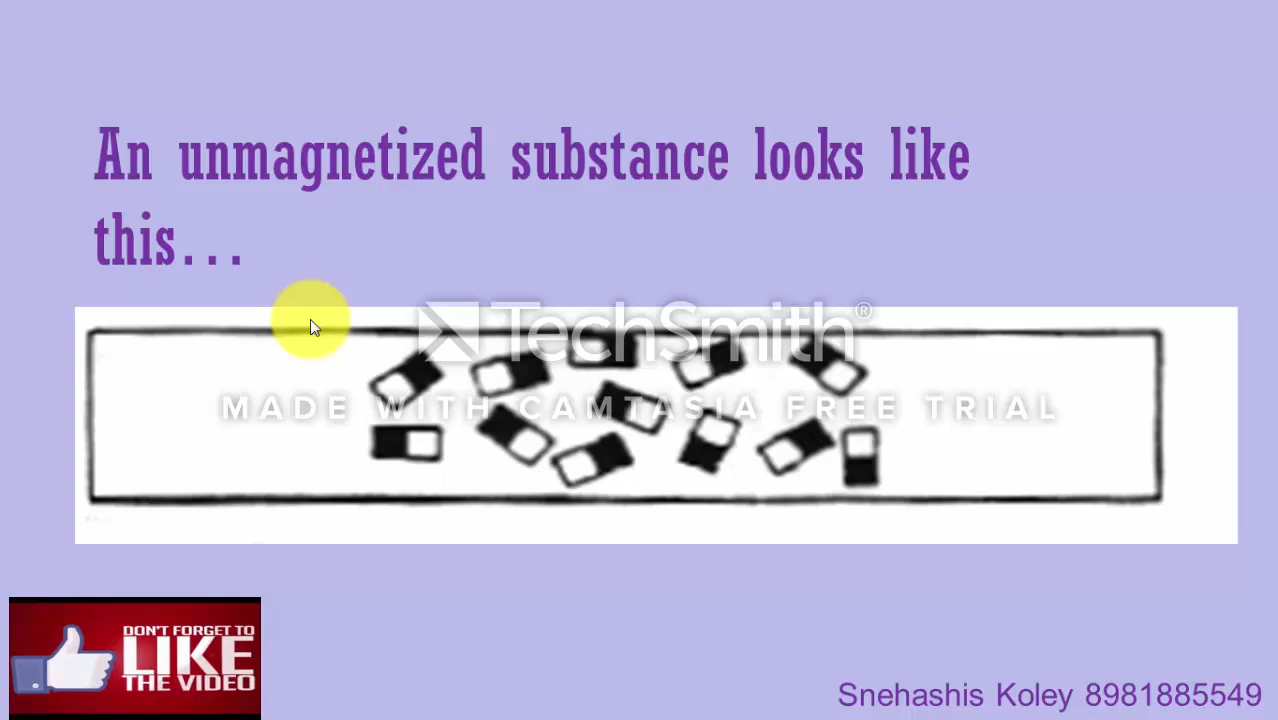 An unmagnetized substance looks like
this...
TechSmith®
MADE WITH CAMTASIA FREE TRIAL
DON'T FORGET TO
LIKE
THE VIDEO
Snehashis Koley 8981885549